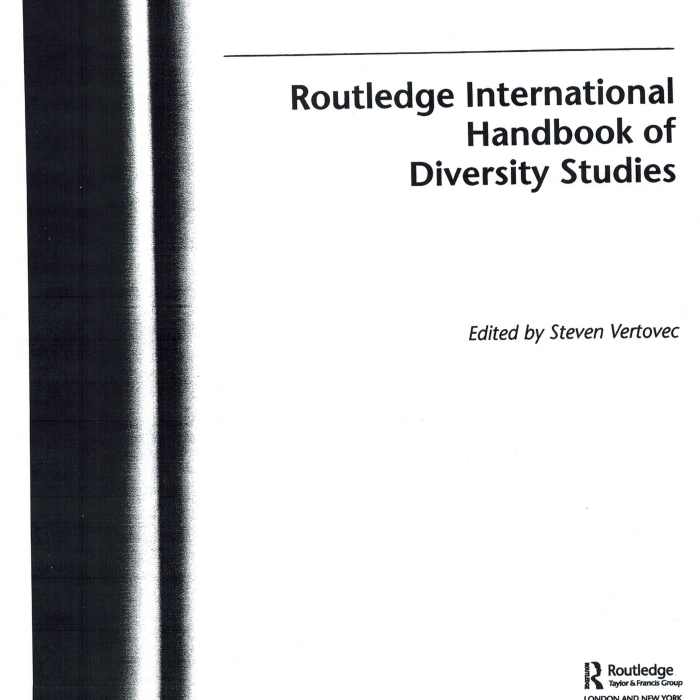 Routledge International
Handbook of
Diversity Studies
Edited by Steven Vertovec
R Routledge
Taylor & Francis Group
LONDON AND NEW YORK